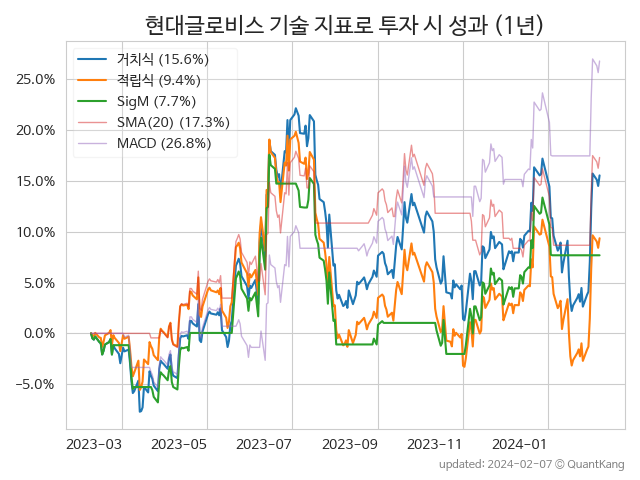 현대글로비스 기술 지표로 투자 시 성과 (1년)
거치식 (15.6%)
적립식 (9.4%)
SigM (7.7%)
SMA(20) (17.3%)
MACD (26.8%)
25.0%
20.0%
15.0%
10.0%
5.0%
0.0%
−5.0%
2023-03 2023-05 2023-07 2023-09 2023-11 2024-01
updated: 2024-02-07 © QuantKang